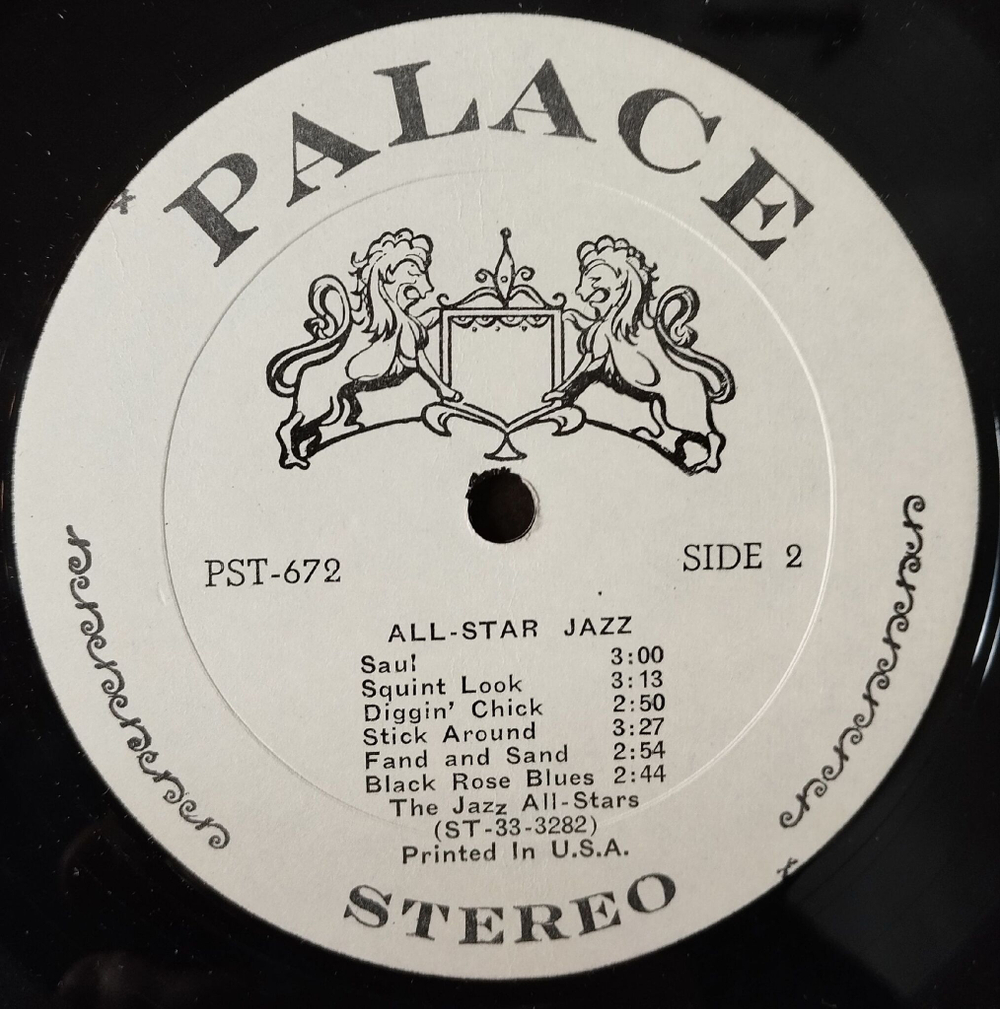 PALACE
PST-672 SIDE 2
ALL-STAR JAZZ
Saul 3:00
Squint Look 3:13
Diggin' Chick 2:50
Stick Around 3:27
Fand and Sand 2:54
Black Rose Blues 2:44
The Jazz All-Stars
(ST-33-3282)
Printed In U.S.A.
STEREO